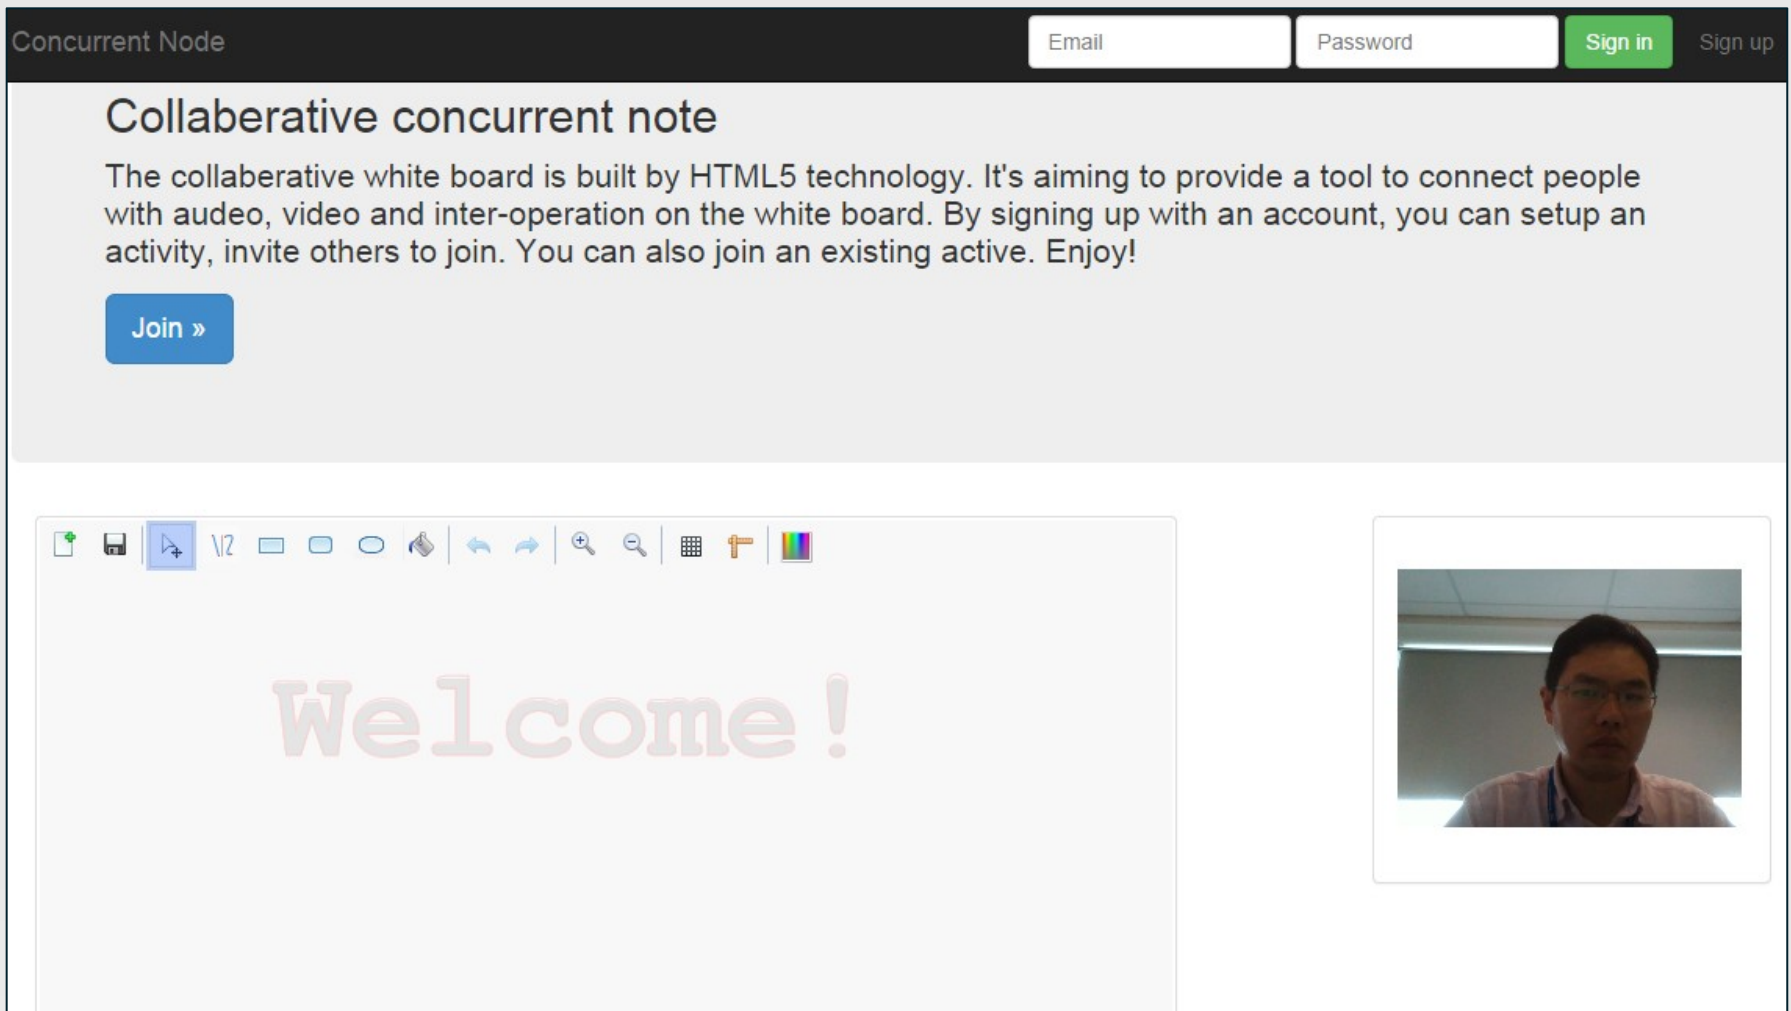 Concurrent Node
Email
Password
Sign in
Sign up
Collaberative concurrent note
The collaberative white board is built by HTML5 technology. It's aiming to provide a tool to connect people
with audeo, video and inter-operation on the white board. By signing up with an account, you can setup an
activity, invite others to join. You can also join an existing active. Enjoy!
Join »
Welcome!